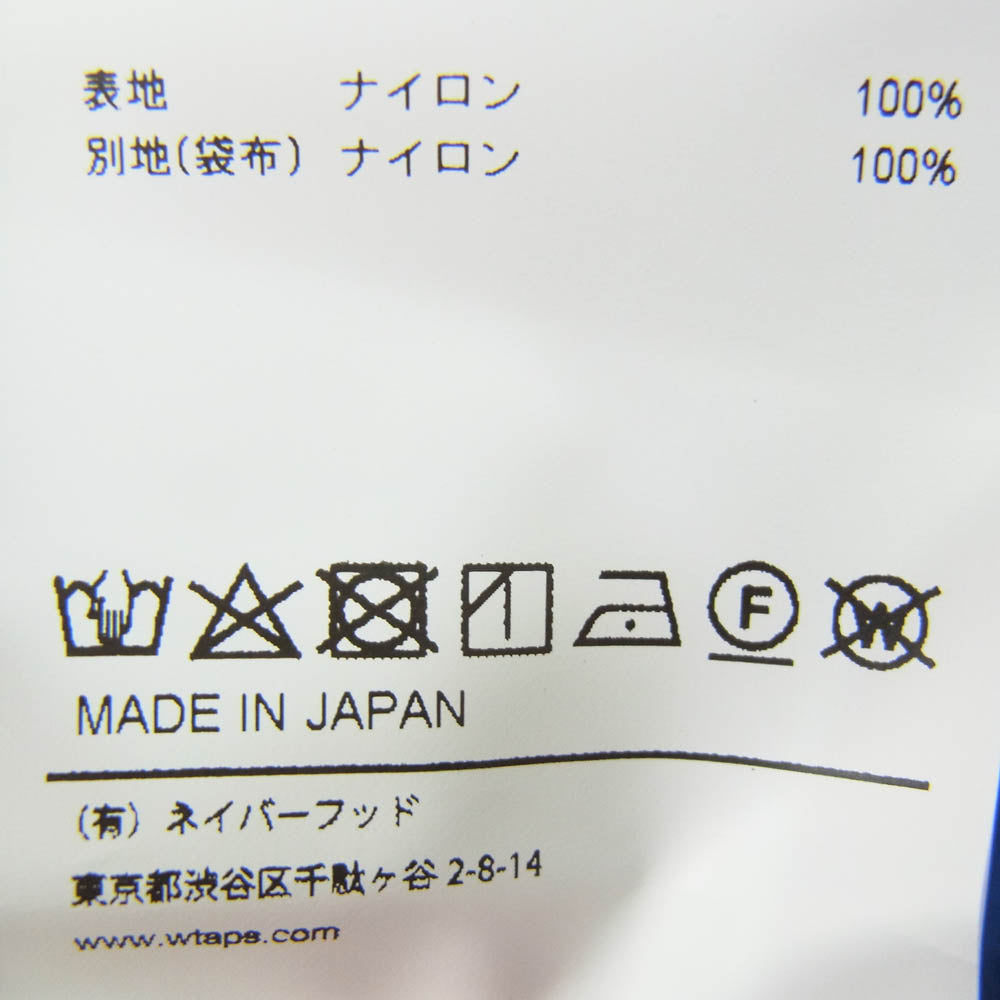 表地 ナイロン 100%
別地(袋布) ナイロン 100%
F W
MADE IN JAPAN
(有) ネイバーフッド
東京都渋谷区千駄ヶ谷 2-8-14
www.wtaps.com